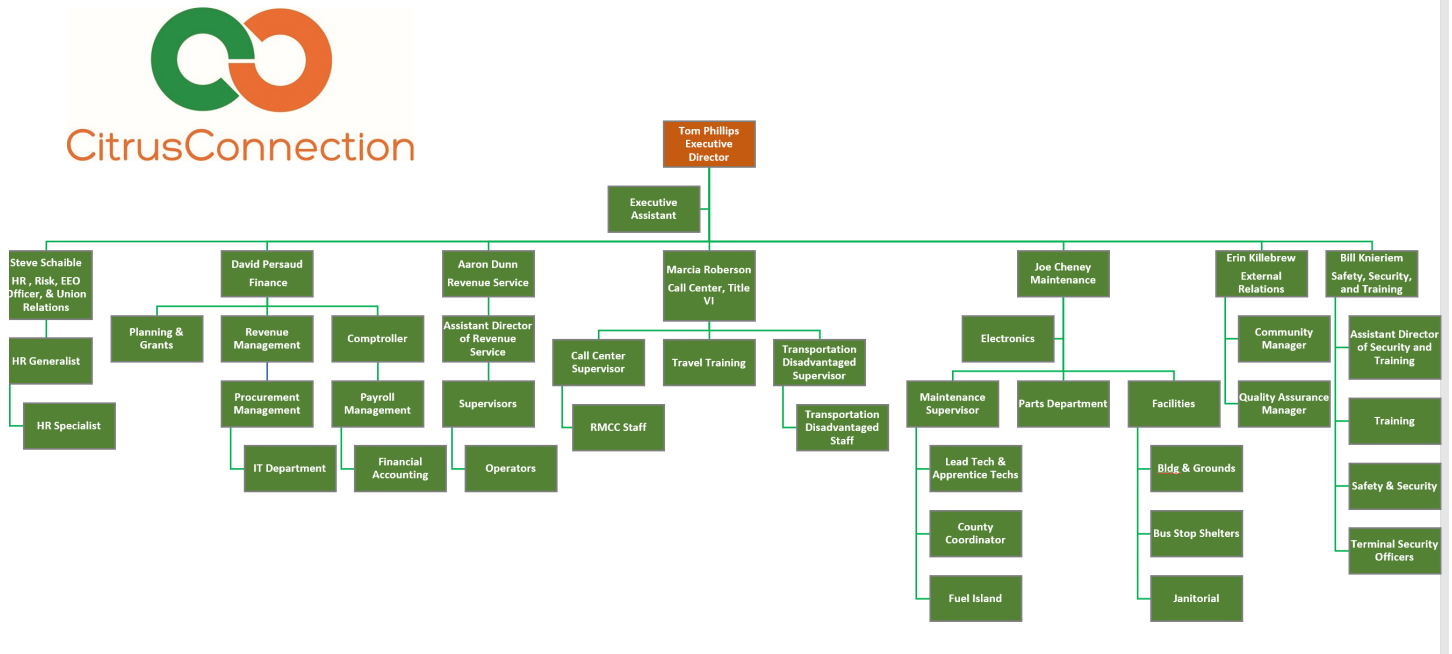 CitrusConnection
Tom Phillips
Executive
Director
Executive
Assistant
Steve Schaible
HR , Risk, EEO
Officer, & Union
Relations
HR Generalist
HR Specialist
David Persaud
Finance
Planning &
Grants
Revenue
Management
Procurement
Management
IT Department
Comptroller
Payroll
Management
Financial
Accounting
Aaron Dunn
Revenue Service
Assistant Director
of Revenue
Service
Supervisors
Operators
Marcia Roberson
Call Center, Title
VI
Call Center
Supervisor
RMCC Staff
Travel Training
Transportation
Disadvantaged
Supervisor
Transportation
Disadvantaged
Staff
Joe Cheney
Maintenance
Electronics
Maintenance
Supervisor
Lead Tech &
Apprentice Techs
County
Coordinator
Fuel Island
Parts Department
Facilities
Bldg & Grounds
Bus Stop Shelters
Janitorial
Erin Killebrew
External
Relations
Community
Manager
Quality Assurance
Manager
Bill Knieriem
Safety, Security,
and Training
Assistant Director
of Security and
Training
Training
Safety & Security
Terminal Security
Officers